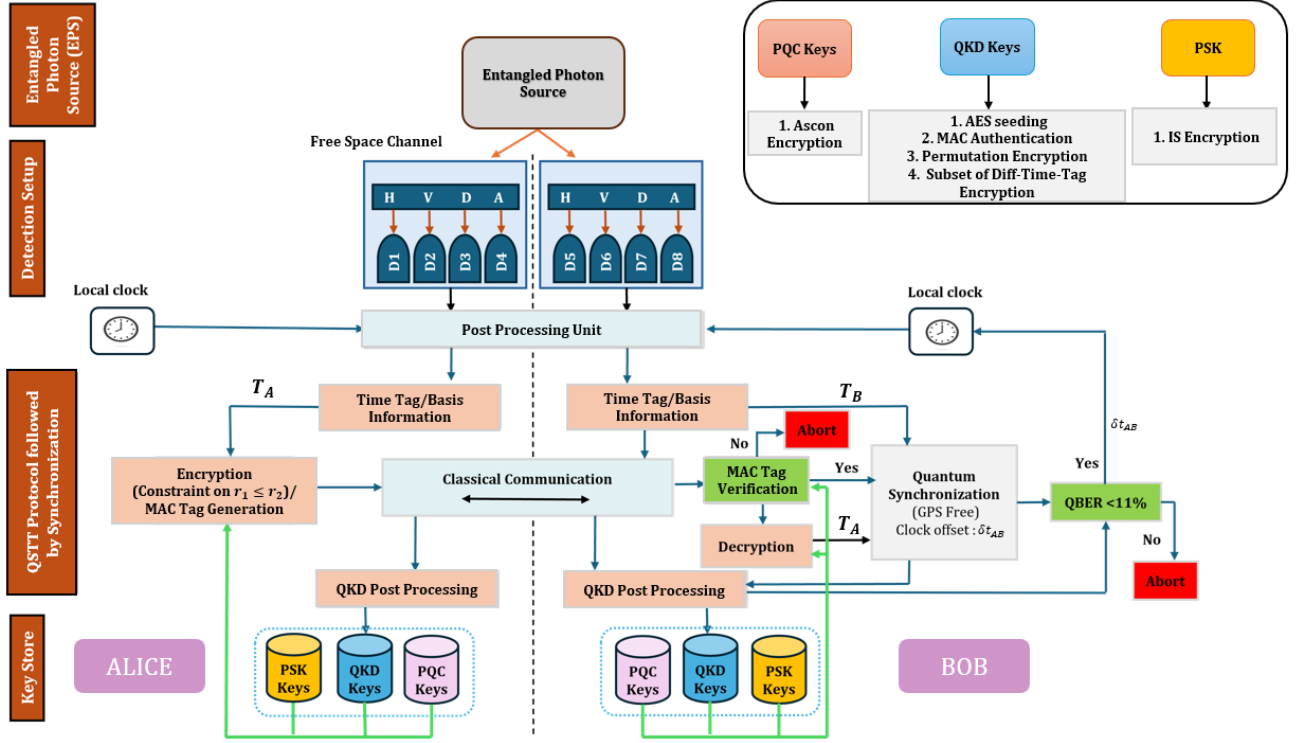 Entangled
Photon
Source (EPS)
Entangled Photon
Source
PQC Keys
QKD Keys
PSK
1. Ascon
Encryption
1. AES seeding
2. MAC Authentication
3. Permutation Encryption
4. Subset of Diff-Time-Tag
Encryption
1. IS Encryption
Detection Setup
Free Space Channel
H V D A
D1 D2 D3 D4
H V D A
D5 D6 D7 D8
Local clock
Post Processing Unit
Local clock
QSTT Protocol followed
by Synchronization
T_A
Time Tag/Basis
Information
Time Tag/Basis
Information
T_B
Abort
No
δt_AB
Encryption
(Constraint on r₁ ≤ r₂)/
MAC Tag Generation
Classical Communication
MAC Tag
Verification
Yes
Quantum
Synchronization
(GPS Free)
Clock offset : δt_AB
Yes
QBER <11%
Decryption
T_A
No
Abort
QKD Post Processing
QKD Post Processing
Key Store
ALICE
PSK
Keys
QKD
Keys
PQC
Keys
PQC
Keys
QKD
Keys
PSK
Keys
BOB